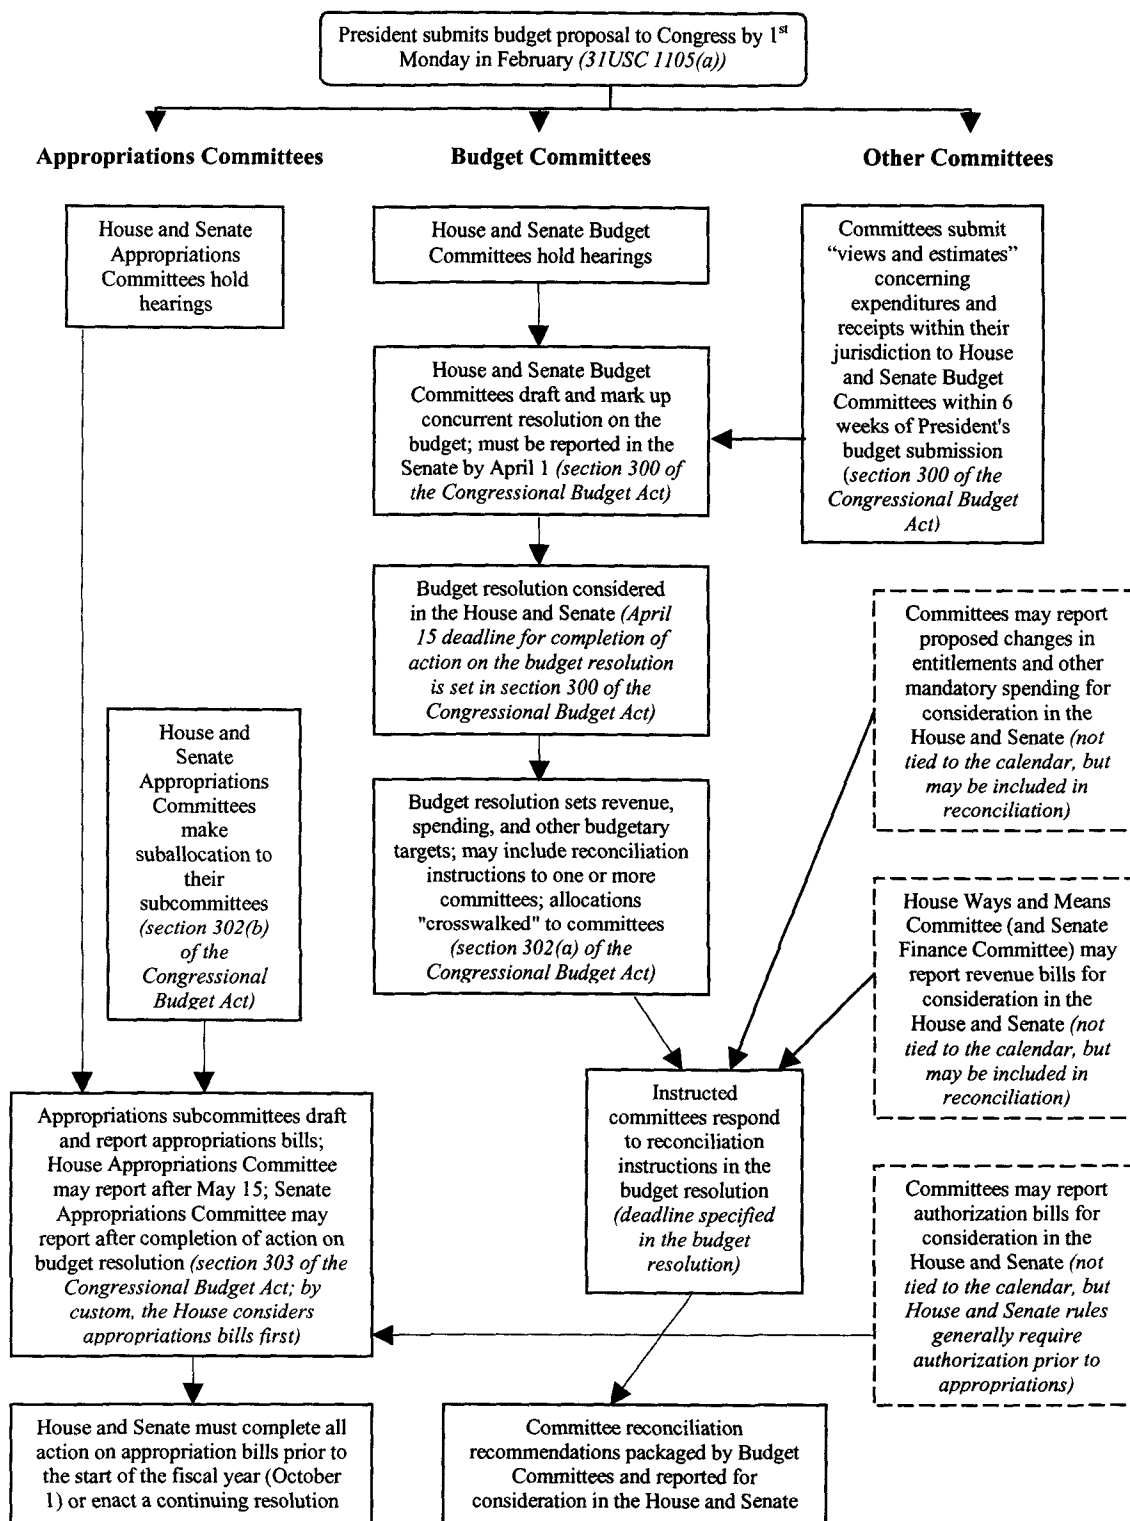 President submits budget proposal to Congress by 1st
Monday in February (31USC 1105(a))
Appropriations Committees
Budget Committees
Other Committees
House and Senate
Appropriations
Committees hold
hearings
House and Senate Budget
Committees hold hearings
Committees submit
“views and estimates”
concerning
expenditures and
receipts within their
jurisdiction to House
and Senate Budget
Committees within 6
weeks of President's
budget submission
(section 300 of the
Congressional Budget
Act)
House and Senate Budget
Committees draft and mark up
concurrent resolution on the
budget; must be reported in the
Senate by April 1 (section 300 of
the Congressional Budget Act)
Budget resolution considered
in the House and Senate (April
15 deadline for completion of
action on the budget resolution
is set in section 300 of the
Congressional Budget Act)
Committees may report
proposed changes in
entitlements and other
mandatory spending for
consideration in the
House and Senate (not
tied to the calendar, but
may be included in
reconciliation)
House and
Senate
Appropriations
Committees
make
suballocation to
their
subcommittees
(section 302(b)
of the
Congressional
Budget Act)
Budget resolution sets revenue,
spending, and other budgetary
targets; may include reconciliation
instructions to one or more
committees; allocations
"crosswalked" to committees
(section 302(a) of the
Congressional Budget Act)
House Ways and Means
Committee (and Senate
Finance Committee) may
report revenue bills for
consideration in the
House and Senate (not
tied to the calendar, but
may be included in
reconciliation)
Appropriations subcommittees draft
and report appropriations bills;
House Appropriations Committee
may report after May 15; Senate
Appropriations Committee may
report after completion of action on
budget resolution (section 303 of the
Congressional Budget Act; by
custom, the House considers
appropriations bills first)
Instructed
committees respond
to reconciliation
instructions in the
budget resolution
(deadline specified
in the budget
resolution)
Committees may report
authorization bills for
consideration in the
House and Senate (not
tied to the calendar, but
House and Senate rules
generally require
authorization prior to
appropriations)
House and Senate must complete all
action on appropriation bills prior to
the start of the fiscal year (October
1) or enact a continuing resolution
Committee reconciliation
recommendations packaged by Budget
Committees and reported for
consideration in the House and Senate